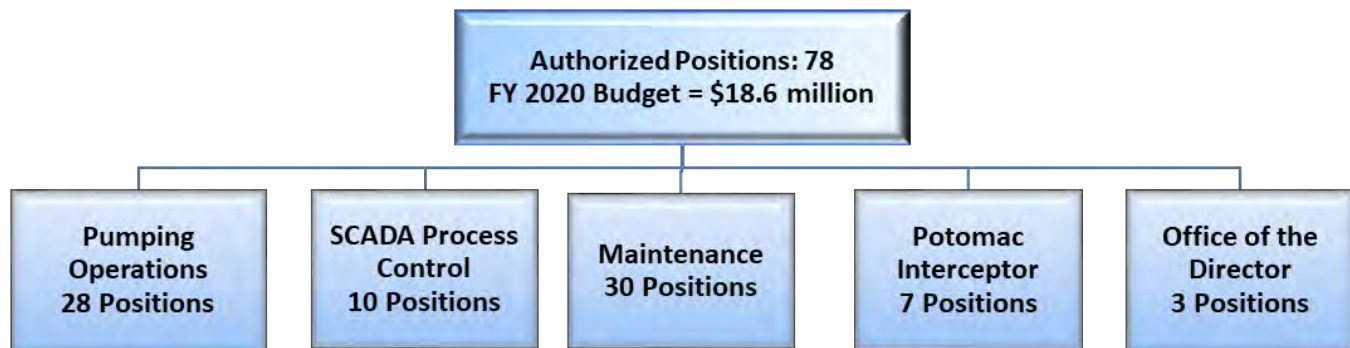 Authorized Positions: 78
FY 2020 Budget = $18.6 million
Pumping
Operations
28 Positions
SCADA Process
Control
10 Positions
Maintenance
30 Positions
Potomac
Interceptor
7 Positions
Office of the
Director
3 Positions